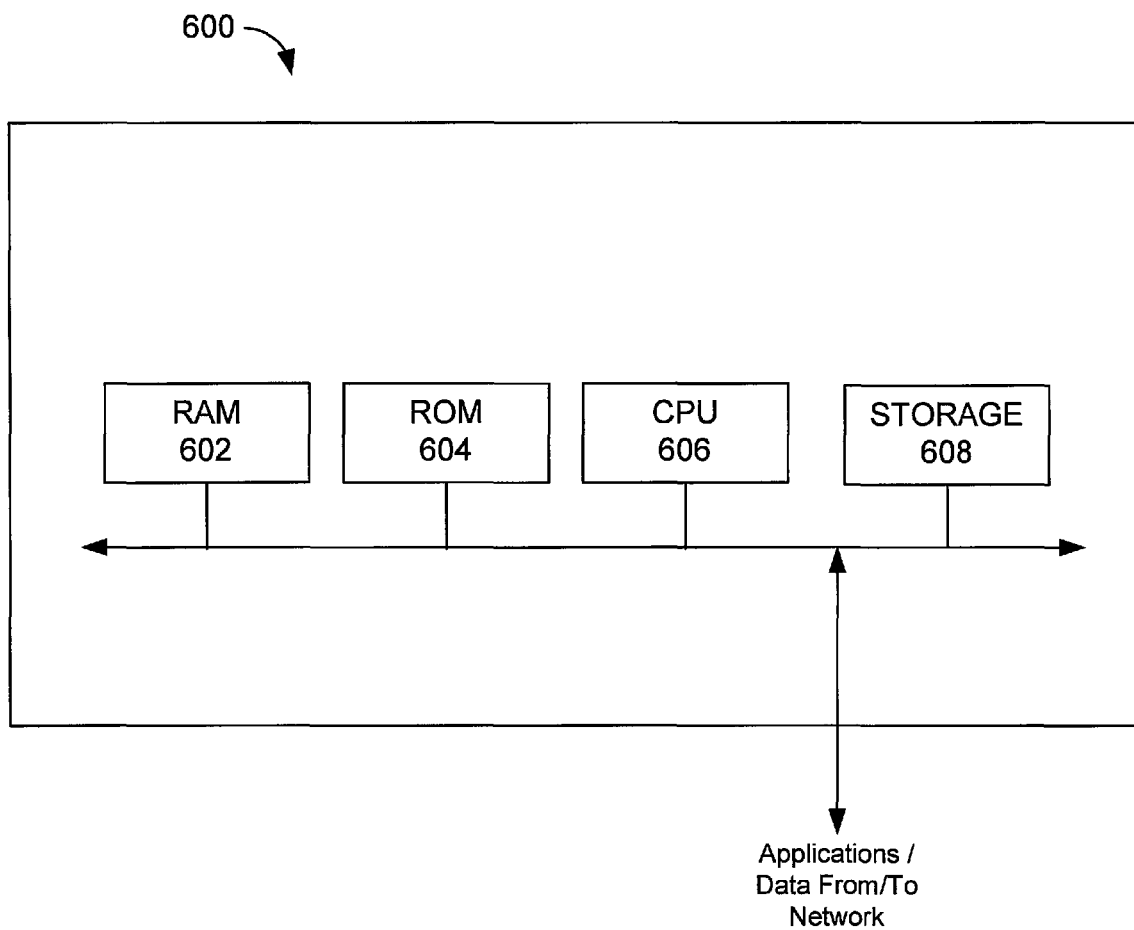 600
RAM
602
ROM
604
CPU
606
STORAGE
608
Applications /
Data From/To
Network